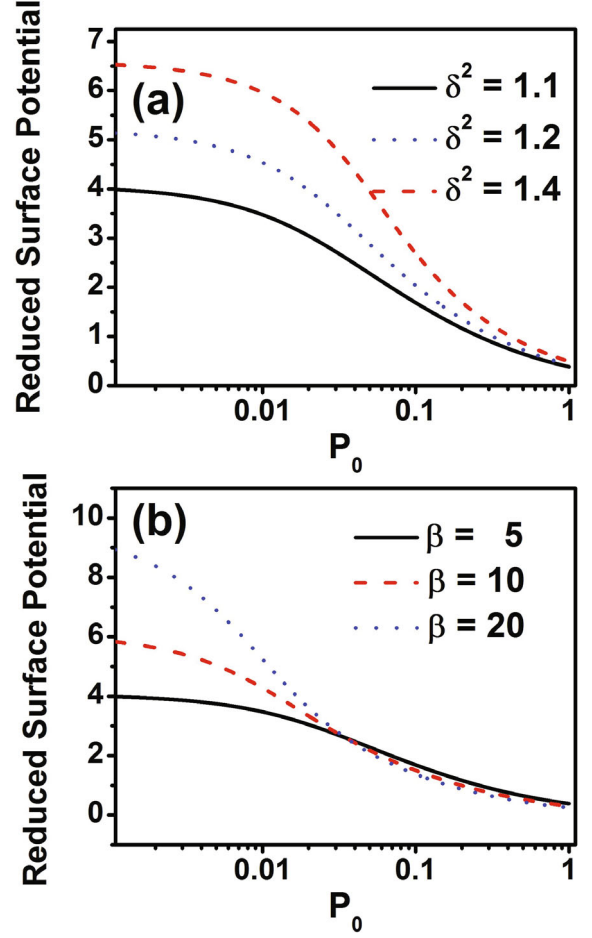 Reduced Surface Potential
7
6
5
4
3
2
1
0
(a)
δ² = 1.1
δ² = 1.2
δ² = 1.4
0.01
0.1
1
P₀
Reduced Surface Potential
10
8
6
4
2
0
(b)
β = 5
β = 10
β = 20
0.01
0.1
1
P₀